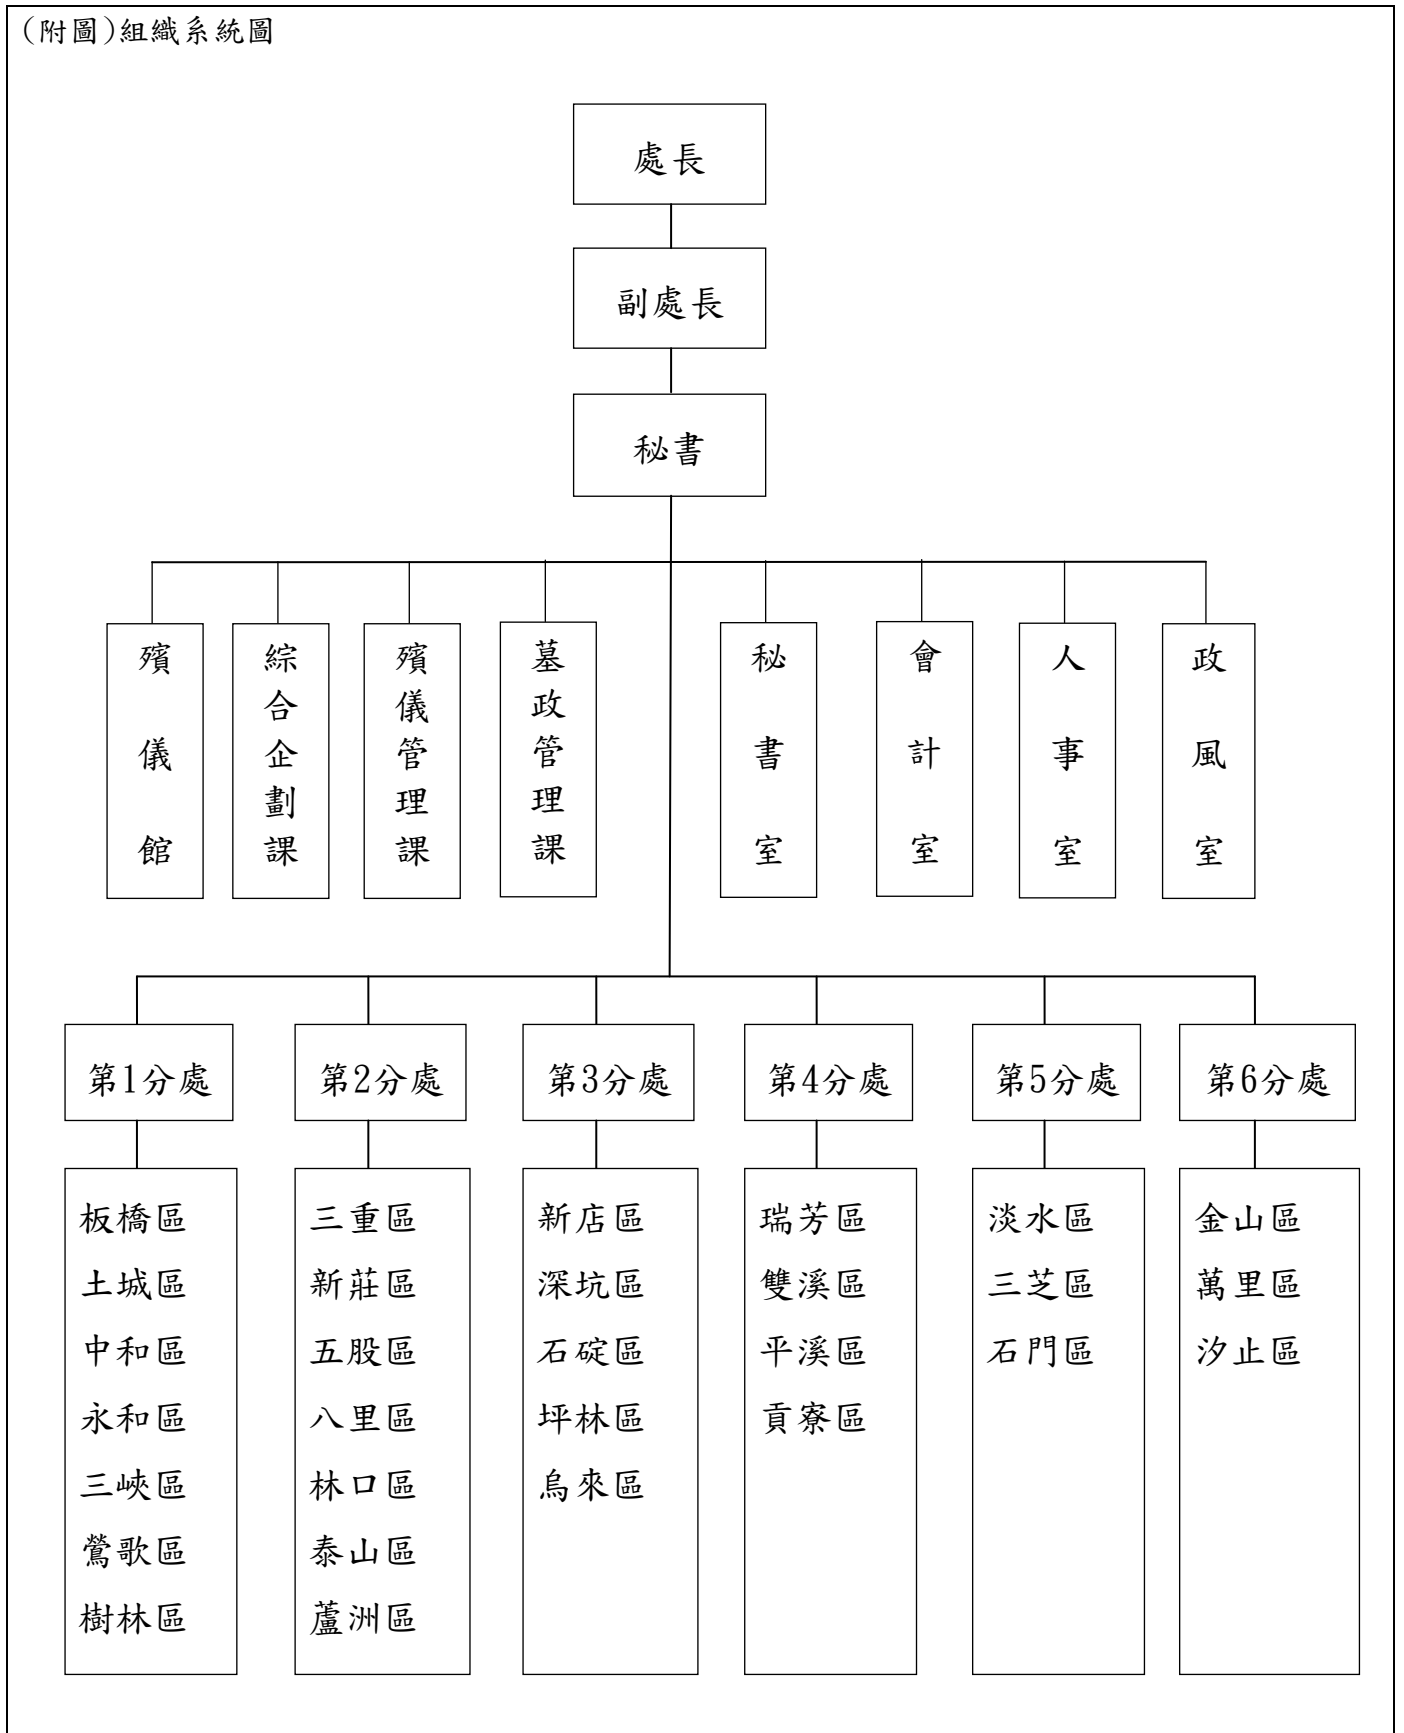 (附圖)組織系統圖
處長
副處長
秘書
殯儀館
綜合企劃課
殯儀管理課
墓政管理課
秘書室
會計室
人事室
政風室
第1分處
第2分處
第3分處
第4分處
第5分處
第6分處
板橋區
土城區
中和區
永和區
三峽區
鶯歌區
樹林區
三重區
新莊區
五股區
八里區
林口區
泰山區
蘆洲區
新店區
深坑區
石碇區
坪林區
烏來區
瑞芳區
雙溪區
平溪區
貢寮區
淡水區
三芝區
石門區
金山區
萬里區
汐止區